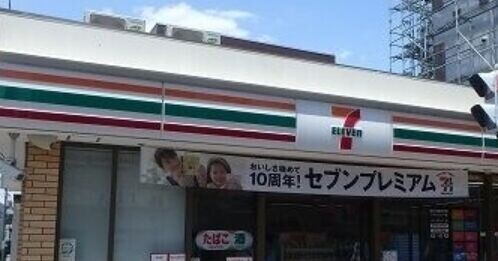 7
ELEVEN
おいしさ極めて
10周年!セブンプレミアム
たばこ 酒